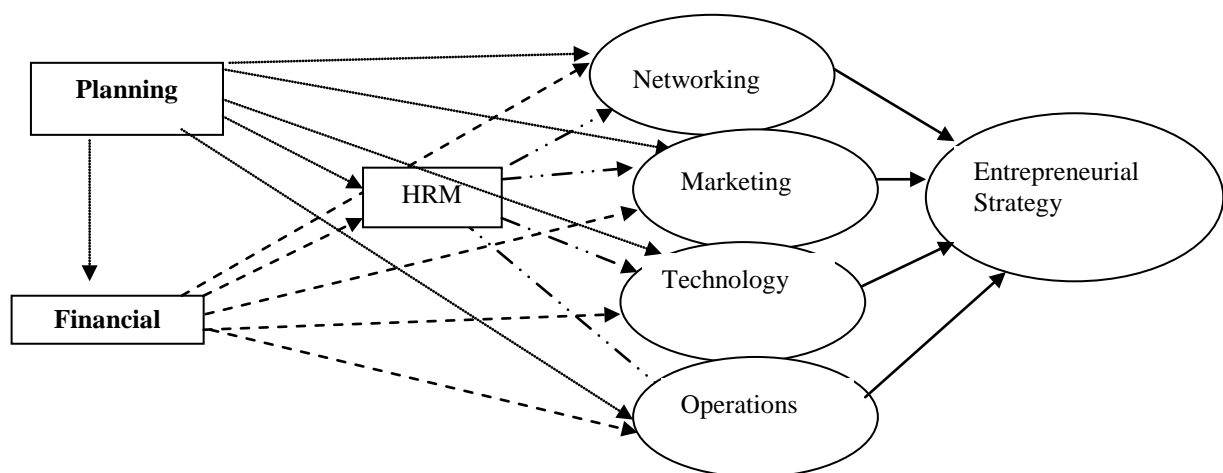 Planning
Financial
HRM
Networking
Marketing
Technology
Operations
Entrepreneurial
Strategy